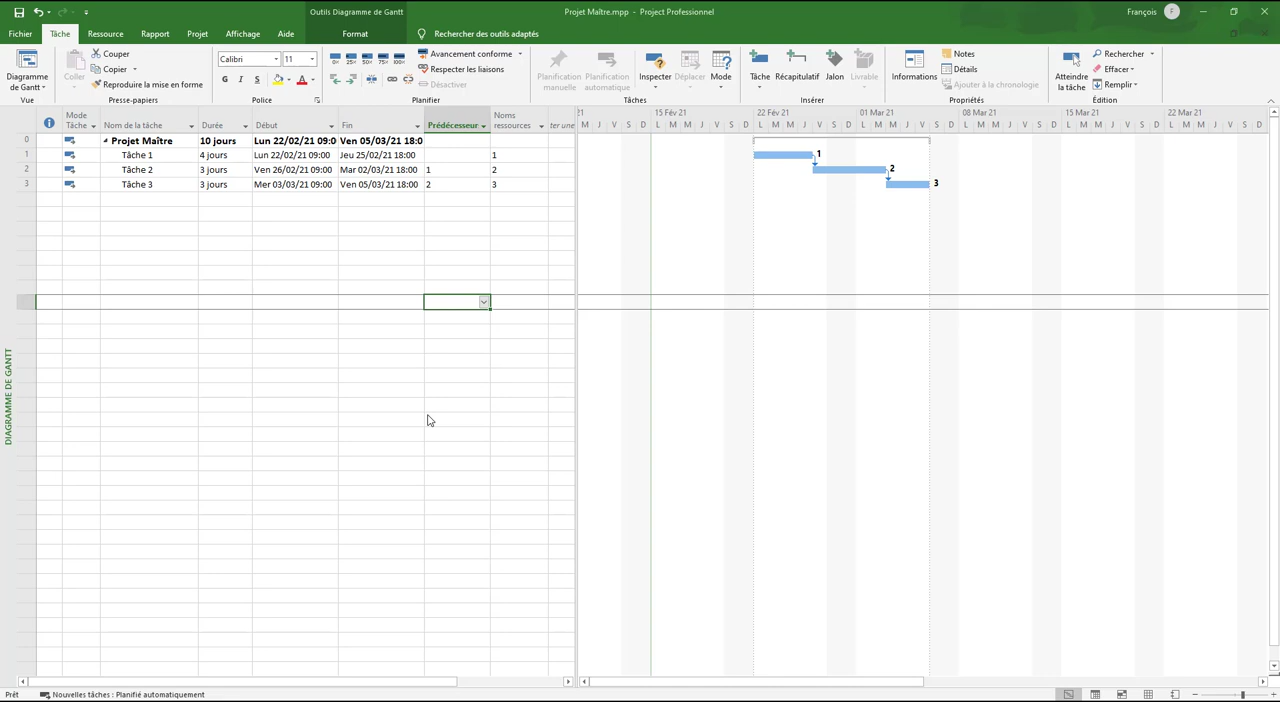 Outils Diagramme de Gantt
Projet Maître.mpp - Project Professionnel
François F
Fichier Tâche Ressource Rapport Projet Affichage Aide Format Rechercher des outils adaptés
Diagramme de Gantt
Vue
Coller
Couper
Copier
Reproduire la mise en forme
Presse-papiers
Calibri 11
G I S A
Police
0% 25% 50% 75% 100%
Avancement conforme
Respecter les liaisons
Désactiver
Planifier
Planification manuelle
Planification automatique
Inspecter
Déplacer
Mode
Tâches
Tâche
Récapitulatif
Jalon
Livrable
Insérer
Informations
Notes
Détails
Ajouter à la chronologie
Propriétés
Atteindre la tâche
Rechercher
Effacer
Remplir
Édition
Mode Tâche Nom de la tâche Durée Début Fin Prédécesseur Noms ressources ter une
21 15 Fév 21 22 Fév 21 01 Mar 21 08 Mar 21 15 Mar 21 22 Mar 21
M J V S D L M M J V S D L M M J V S D L M M J V S D L M M J V S D L M M J V S D L M M J V S D
0 Projet Maître 10 jours Lun 22/02/21 09:0 Ven 05/03/21 18:0
1 Tâche 1 4 jours Lun 22/02/21 09:00 Jeu 25/02/21 18:00 1 1
2 Tâche 2 3 jours Ven 26/02/21 09:00 Mar 02/03/21 18:00 1 2 2
3 Tâche 3 3 jours Mer 03/03/21 09:00 Ven 05/03/21 18:00 2 3 3
DIAGRAMME DE GANTT
Prêt Nouvelles tâches : Planifié automatiquement